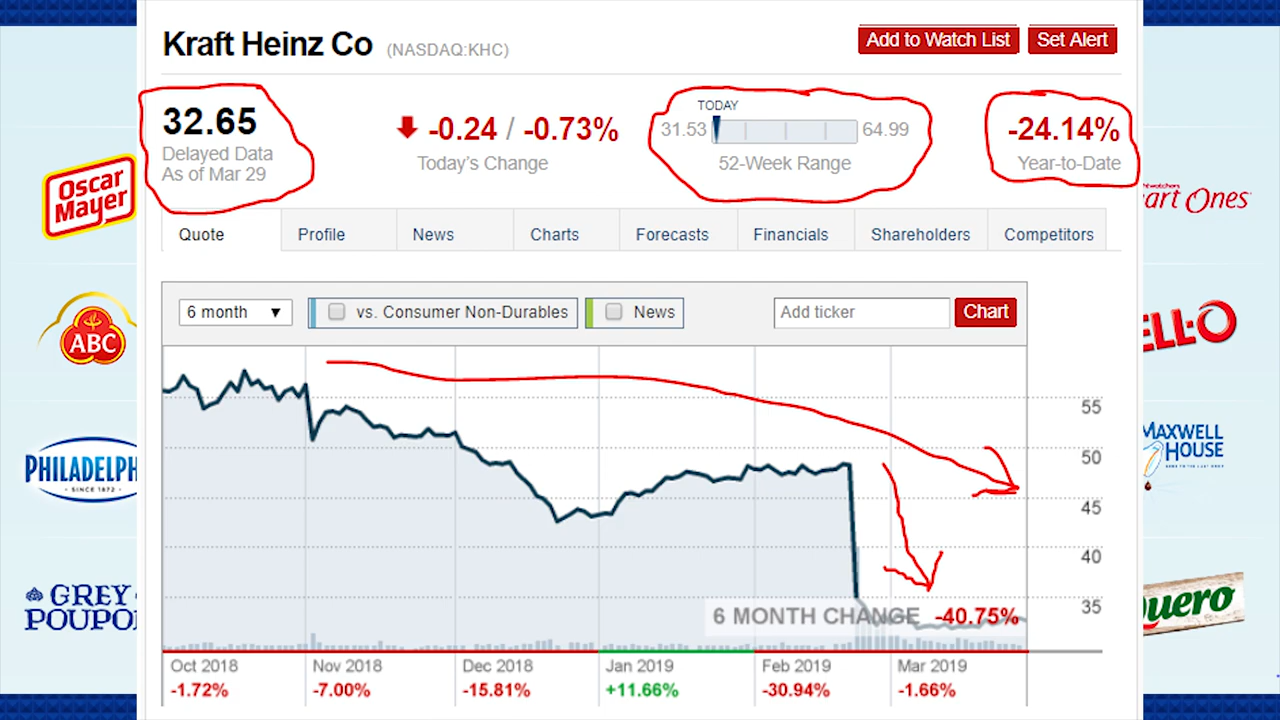 Kraft Heinz Co (NASDAQ:KHC)
Add to Watch List
Set Alert
32.65
Delayed Data
As of Mar 29
-0.24 / -0.73%
Today's Change
TODAY
31.53
64.99
52-Week Range
-24.14%
Year-to-Date
Quote
Profile
News
Charts
Forecasts
Financials
Shareholders
Competitors
6 month ▼
vs. Consumer Non-Durables
News
Add ticker
Chart
55
50
45
40
35
6 MONTH CHANGE -40.75%
Oct 2018
-1.72%
Nov 2018
-7.00%
Dec 2018
-15.81%
Jan 2019
+11.66%
Feb 2019
-30.94%
Mar 2019
-1.66%
Oscar
Mayer
ABC
PHILADELPH
SINCE 1872
GREY
POUPO
art Ones
ELL-O
MAXWELL
HOUSE
uero